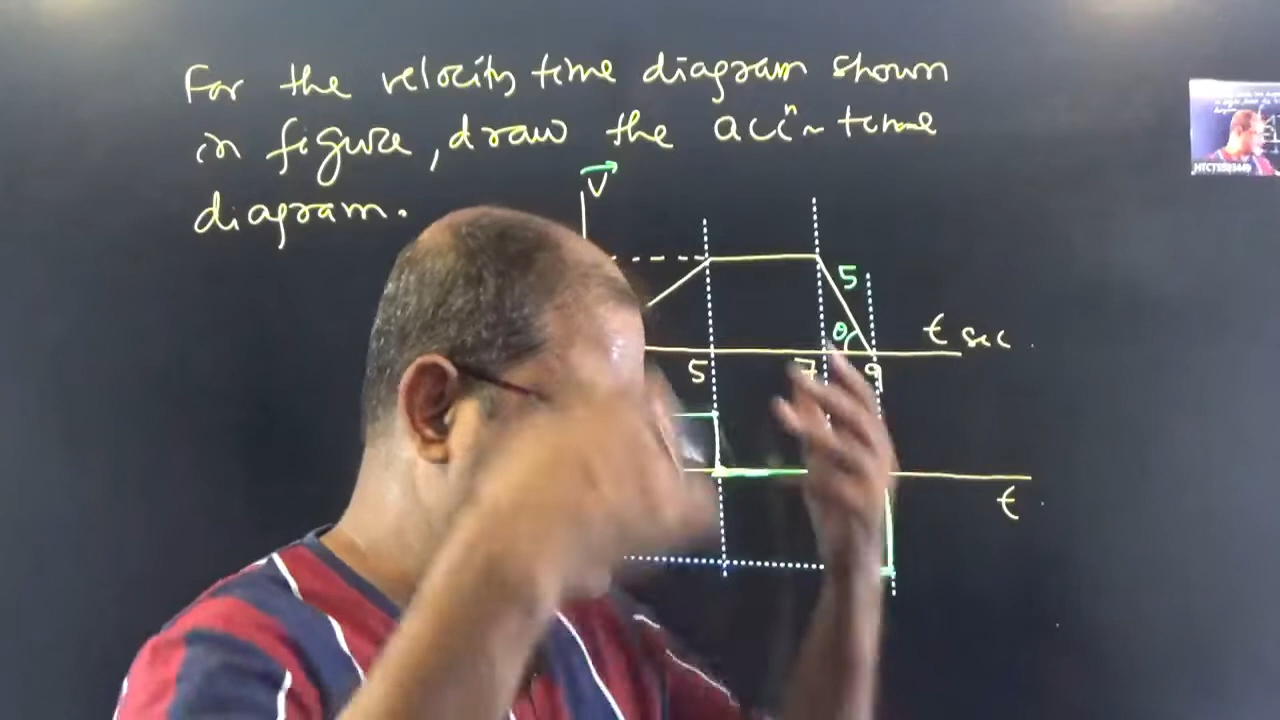 For the velocity time diagram shown
in figure, draw the accⁿ~ time
diagram.
V
5
θ
t sec
5 7 9
t